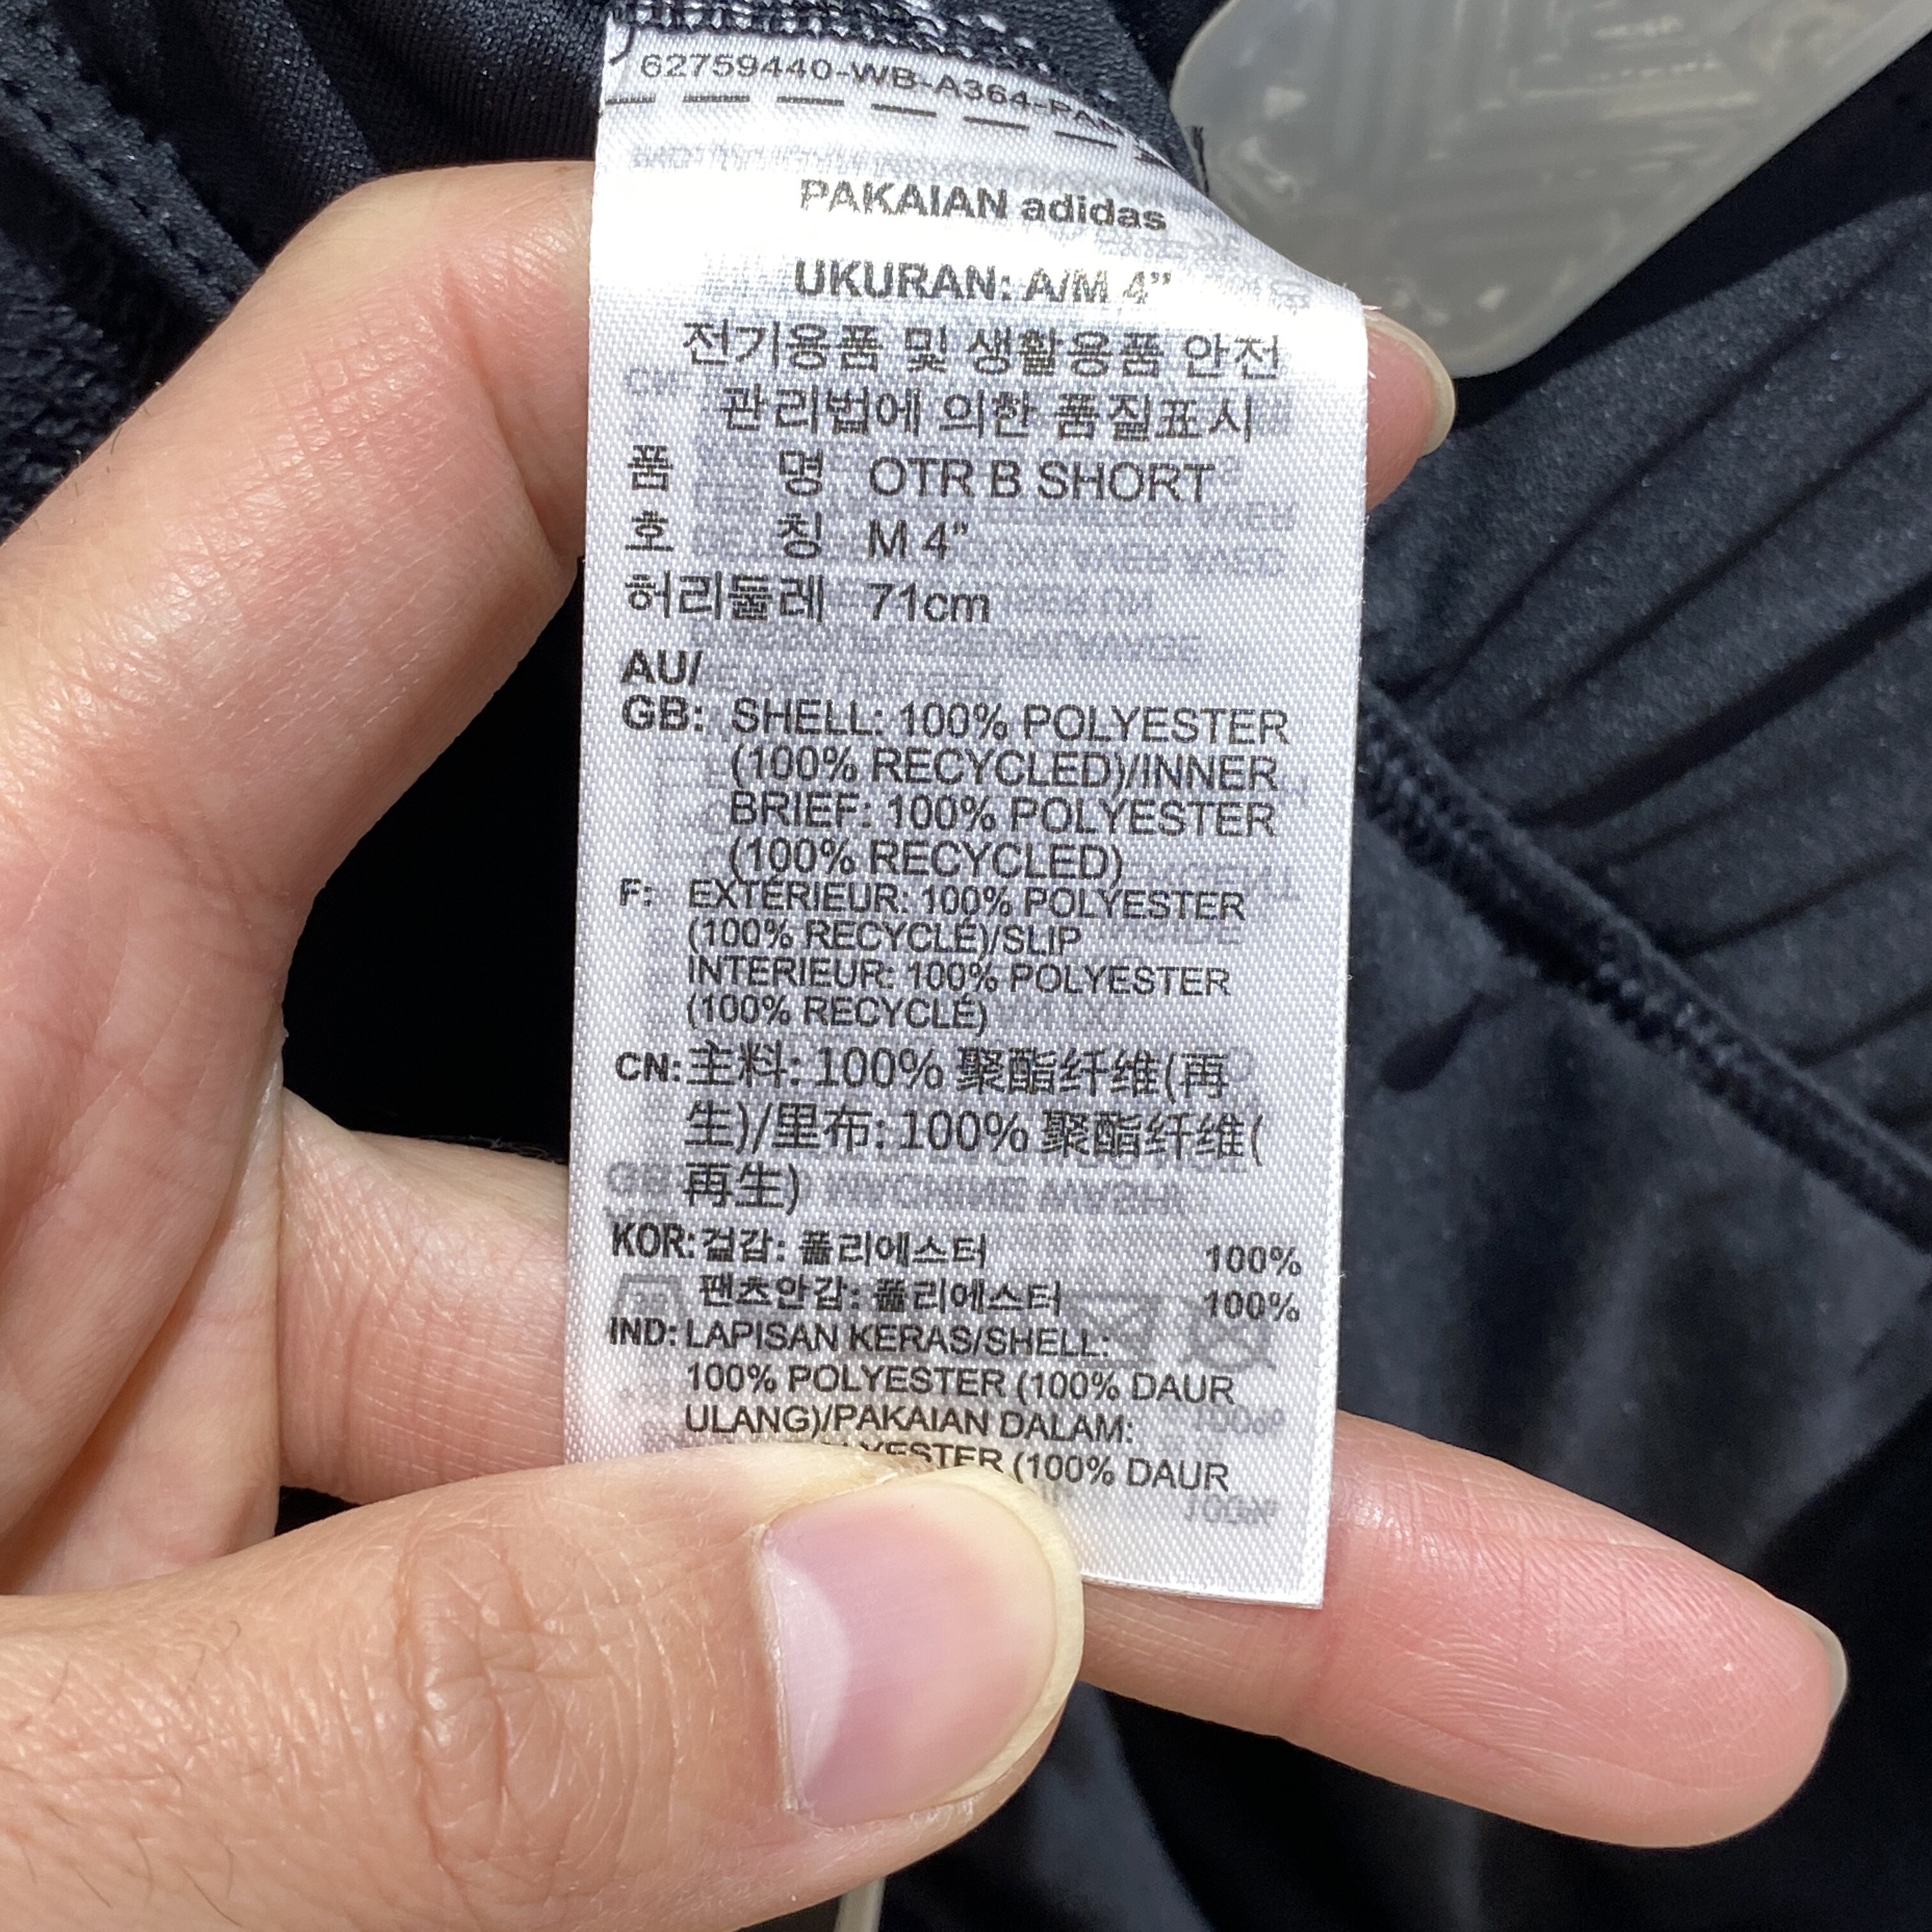 62759440-WB-A364-PAK
PAKAIAN adidas
UKURAN: A/M 4”
전기용품 및 생활용품 안전
관리법에 의한 품질표시
품 명 OTR B SHORT
호 칭 M 4”
허리둘레 71cm
AU/
GB: SHELL: 100% POLYESTER
(100% RECYCLED)/INNER
BRIEF: 100% POLYESTER
(100% RECYCLED)
F: EXTÉRIEUR: 100% POLYESTER
(100% RECYCLÉ)/SLIP
INTERIEUR: 100% POLYESTER
(100% RECYCLÉ)
CN: 主料: 100% 聚酯纤维(再
生)/里布: 100% 聚酯纤维(
再生)
KOR: 겉감: 폴리에스터 100%
팬츠안감: 폴리에스터 100%
IND: LAPISAN KERAS/SHELL:
100% POLYESTER (100% DAUR
ULANG)/PAKAIAN DALAM:
(100% DAUR